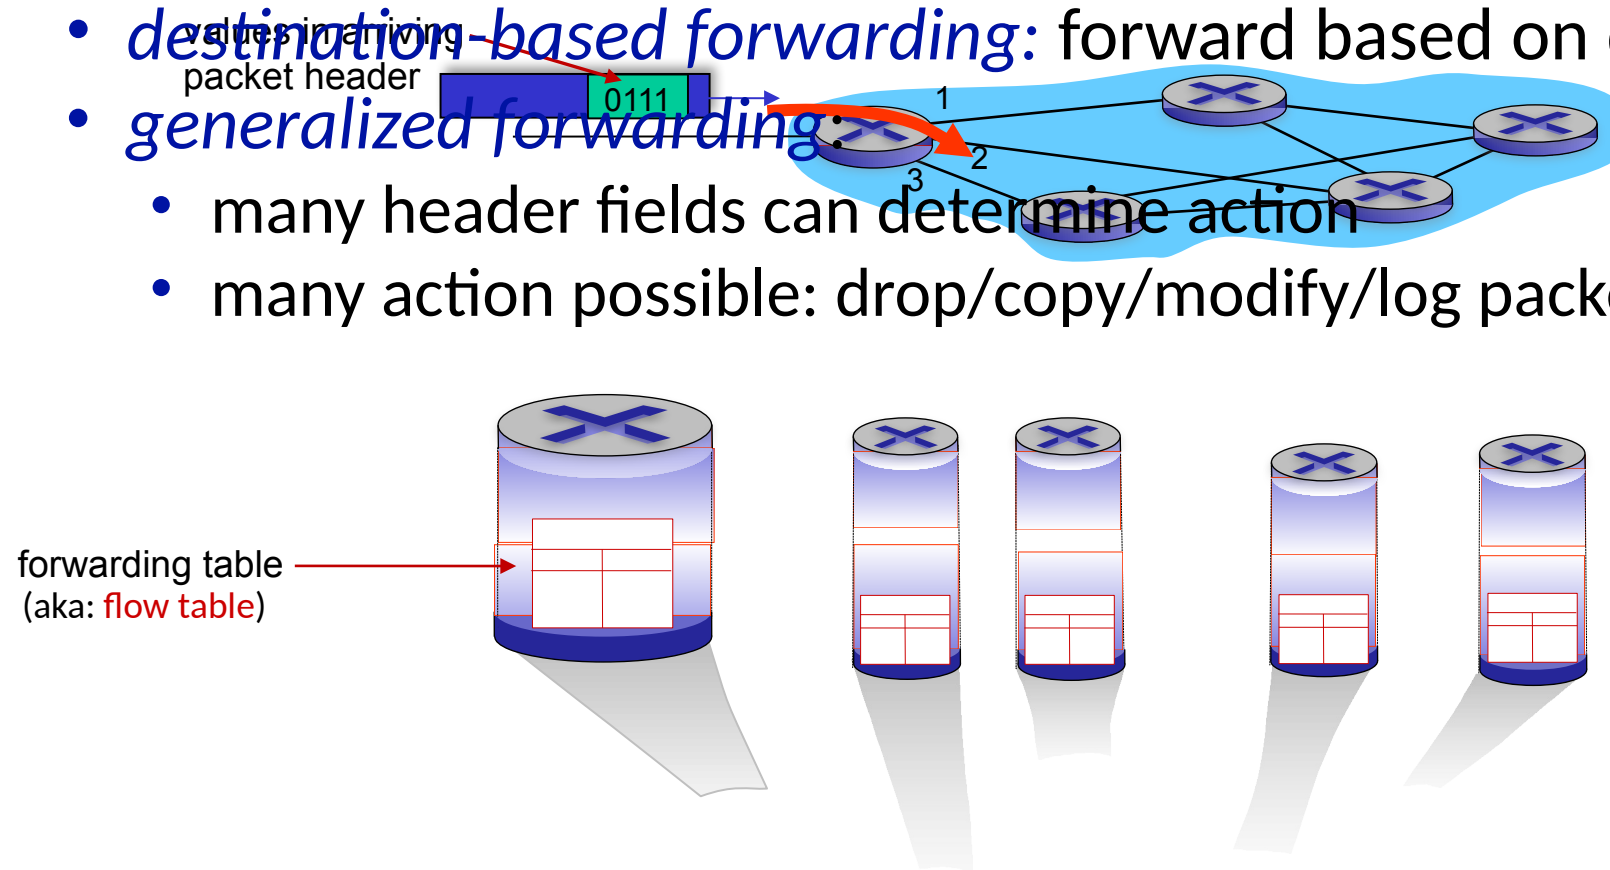 • destination-based forwarding: forward based on
values in arriving
packet header
0111
• generalized forwarding:
1
2
3
• many header fields can determine action
• many action possible: drop/copy/modify/log pack
forwarding table
(aka: flow table)